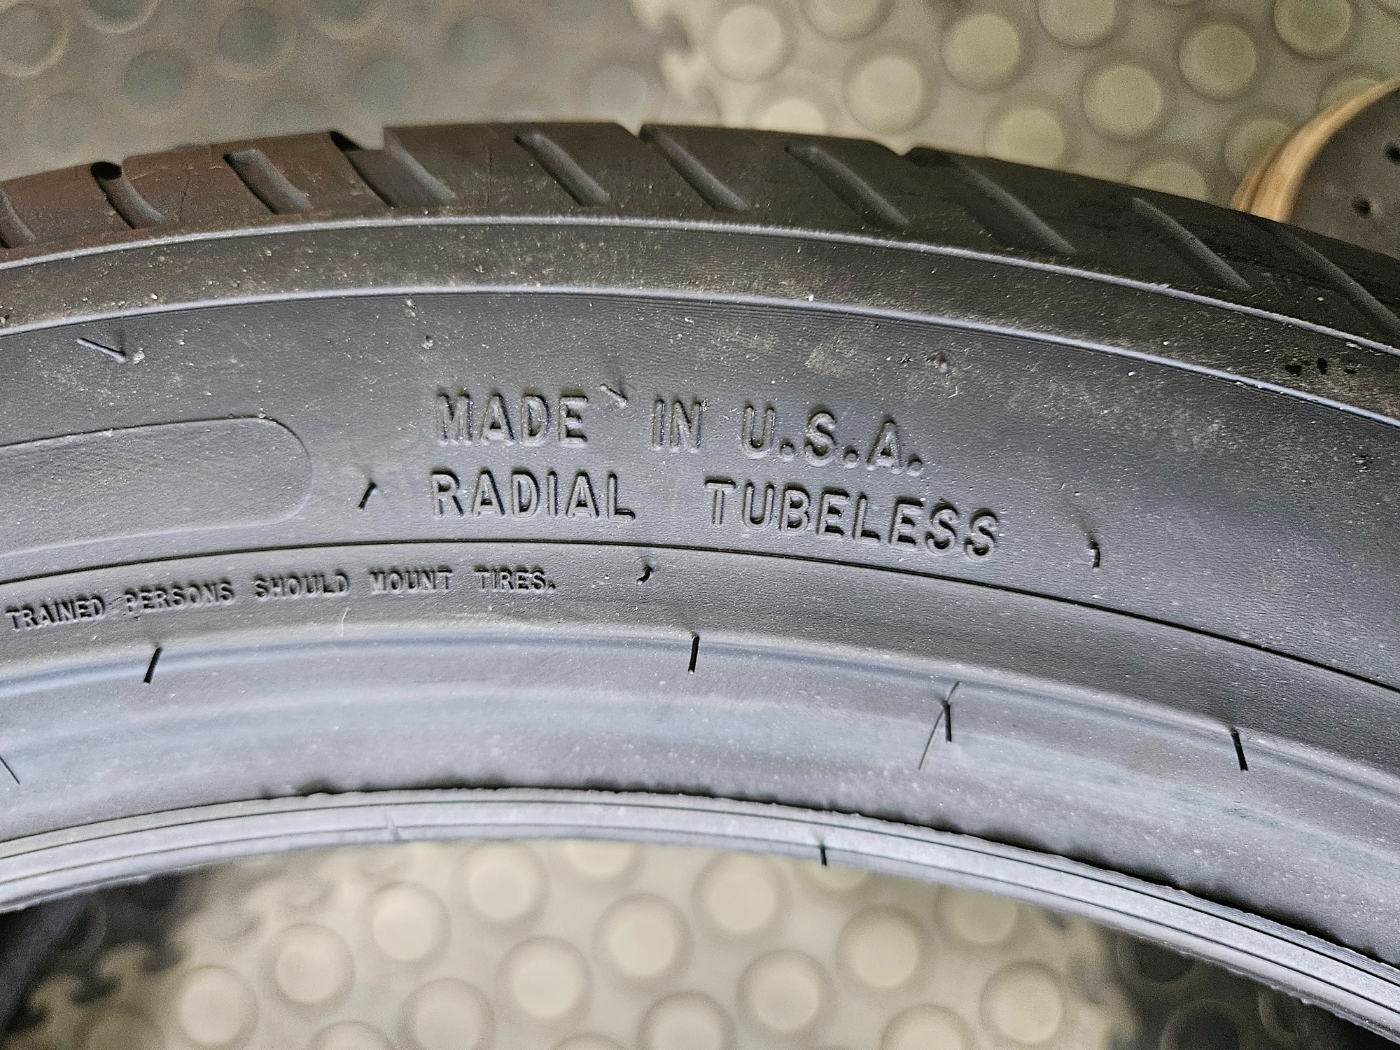 MADE IN U.S.A.
RADIAL TUBELESS
TRAINED PERSONS SHOULD MOUNT TIRES.